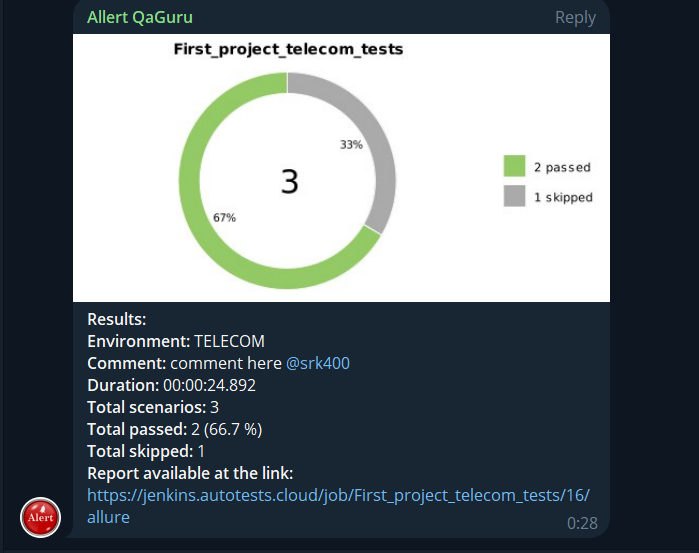 Allert QaGuru
Reply
First_project_telecom_tests
33%
3
67%
2 passed
1 skipped
Results:
Environment: TELECOM
Comment: comment here @srk400
Duration: 00:00:24.892
Total scenarios: 3
Total passed: 2 (66.7 %)
Total skipped: 1
Report available at the link:
https://jenkins.autotests.cloud/job/First_project_telecom_tests/16/
allure
Alert
0:28